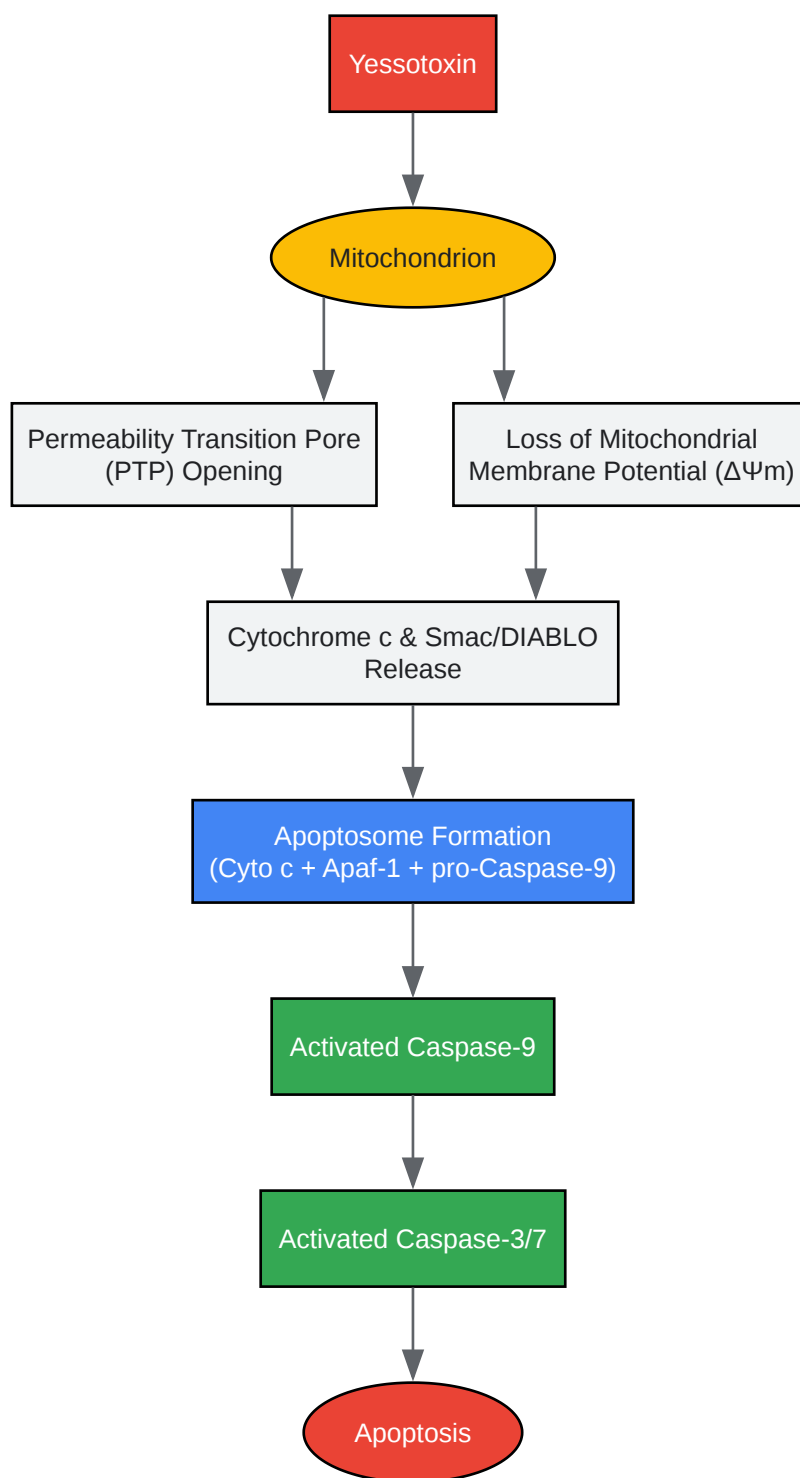 Yessotoxin
Mitochondrion
Permeability Transition Pore
(PTP) Opening
Loss of Mitochondrial
Membrane Potential (ΔΨm)
Cytochrome c & Smac/DIABLO
Release
Apoptosome Formation
(Cyto c + Apaf-1 + pro-Caspase-9)
Activated Caspase-9
Activated Caspase-3/7
Apoptosis